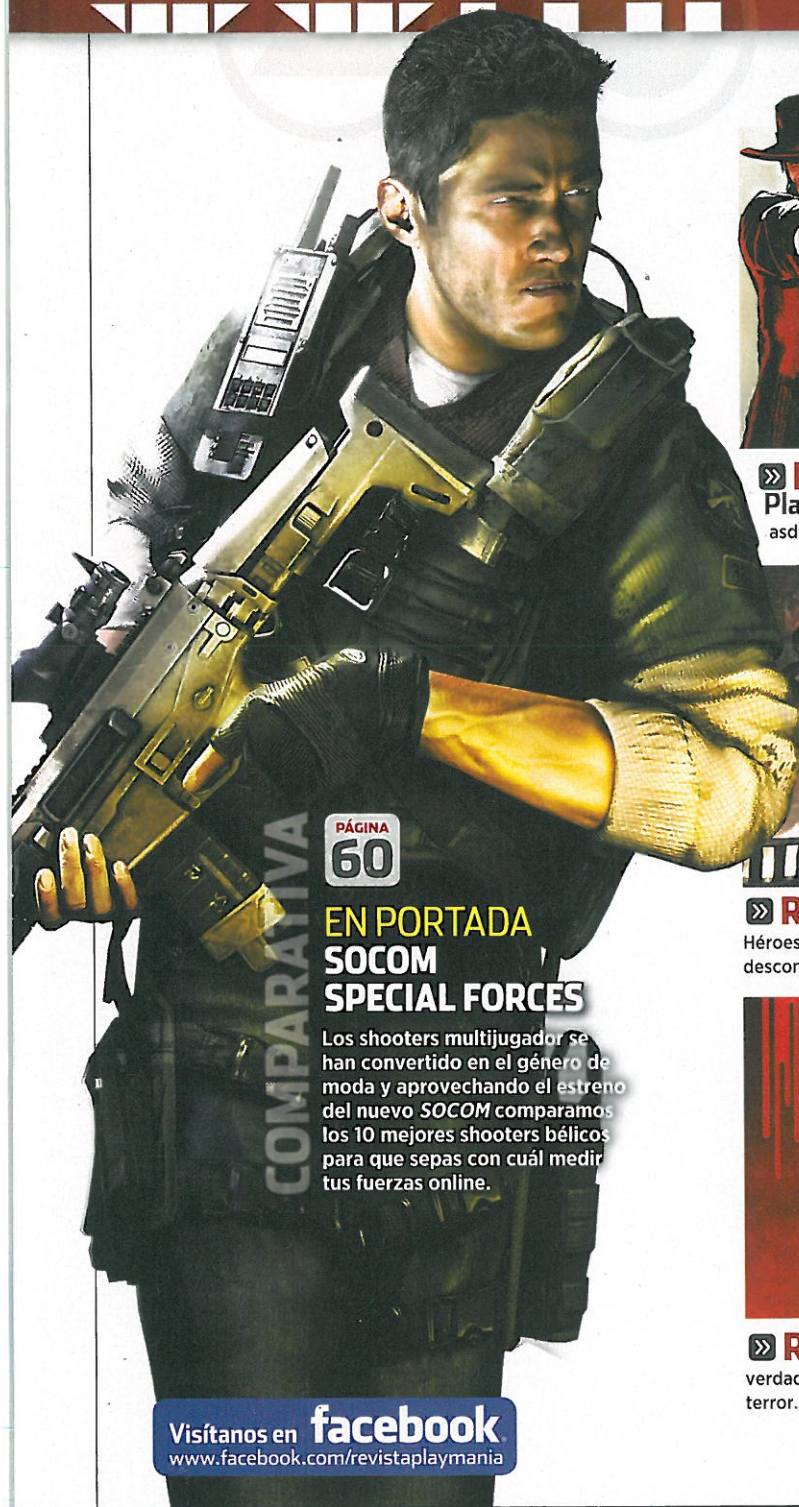 PÁGINA
60
COMPARATIVA
EN PORTADA
SOCOM
SPECIAL FORCES
Los shooters multijugador se
han convertido en el género de
moda y aprovechando el estreno
del nuevo SOCOM comparamos
los 10 mejores shooters bélicos
para que sepas con cuál medir
tus fuerzas online.
Visítanos en facebook
www.facebook.com/revistaplaymania
Pla
asd
R
Héroes
descon
R
verdad
terror.